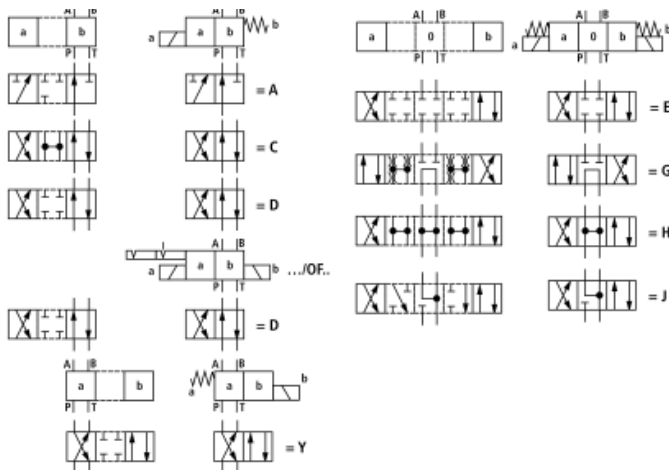 A B
a b
P T
A B
a a b b
P T
= A
= C
= D
A B
a a b b …/OF..
P T
= D
A B
a b
P T
A B
a a b b
P T
= Y
A B
a 0 b
P T
A B
a a 0 b b
P T
= E
= G
= H
= J